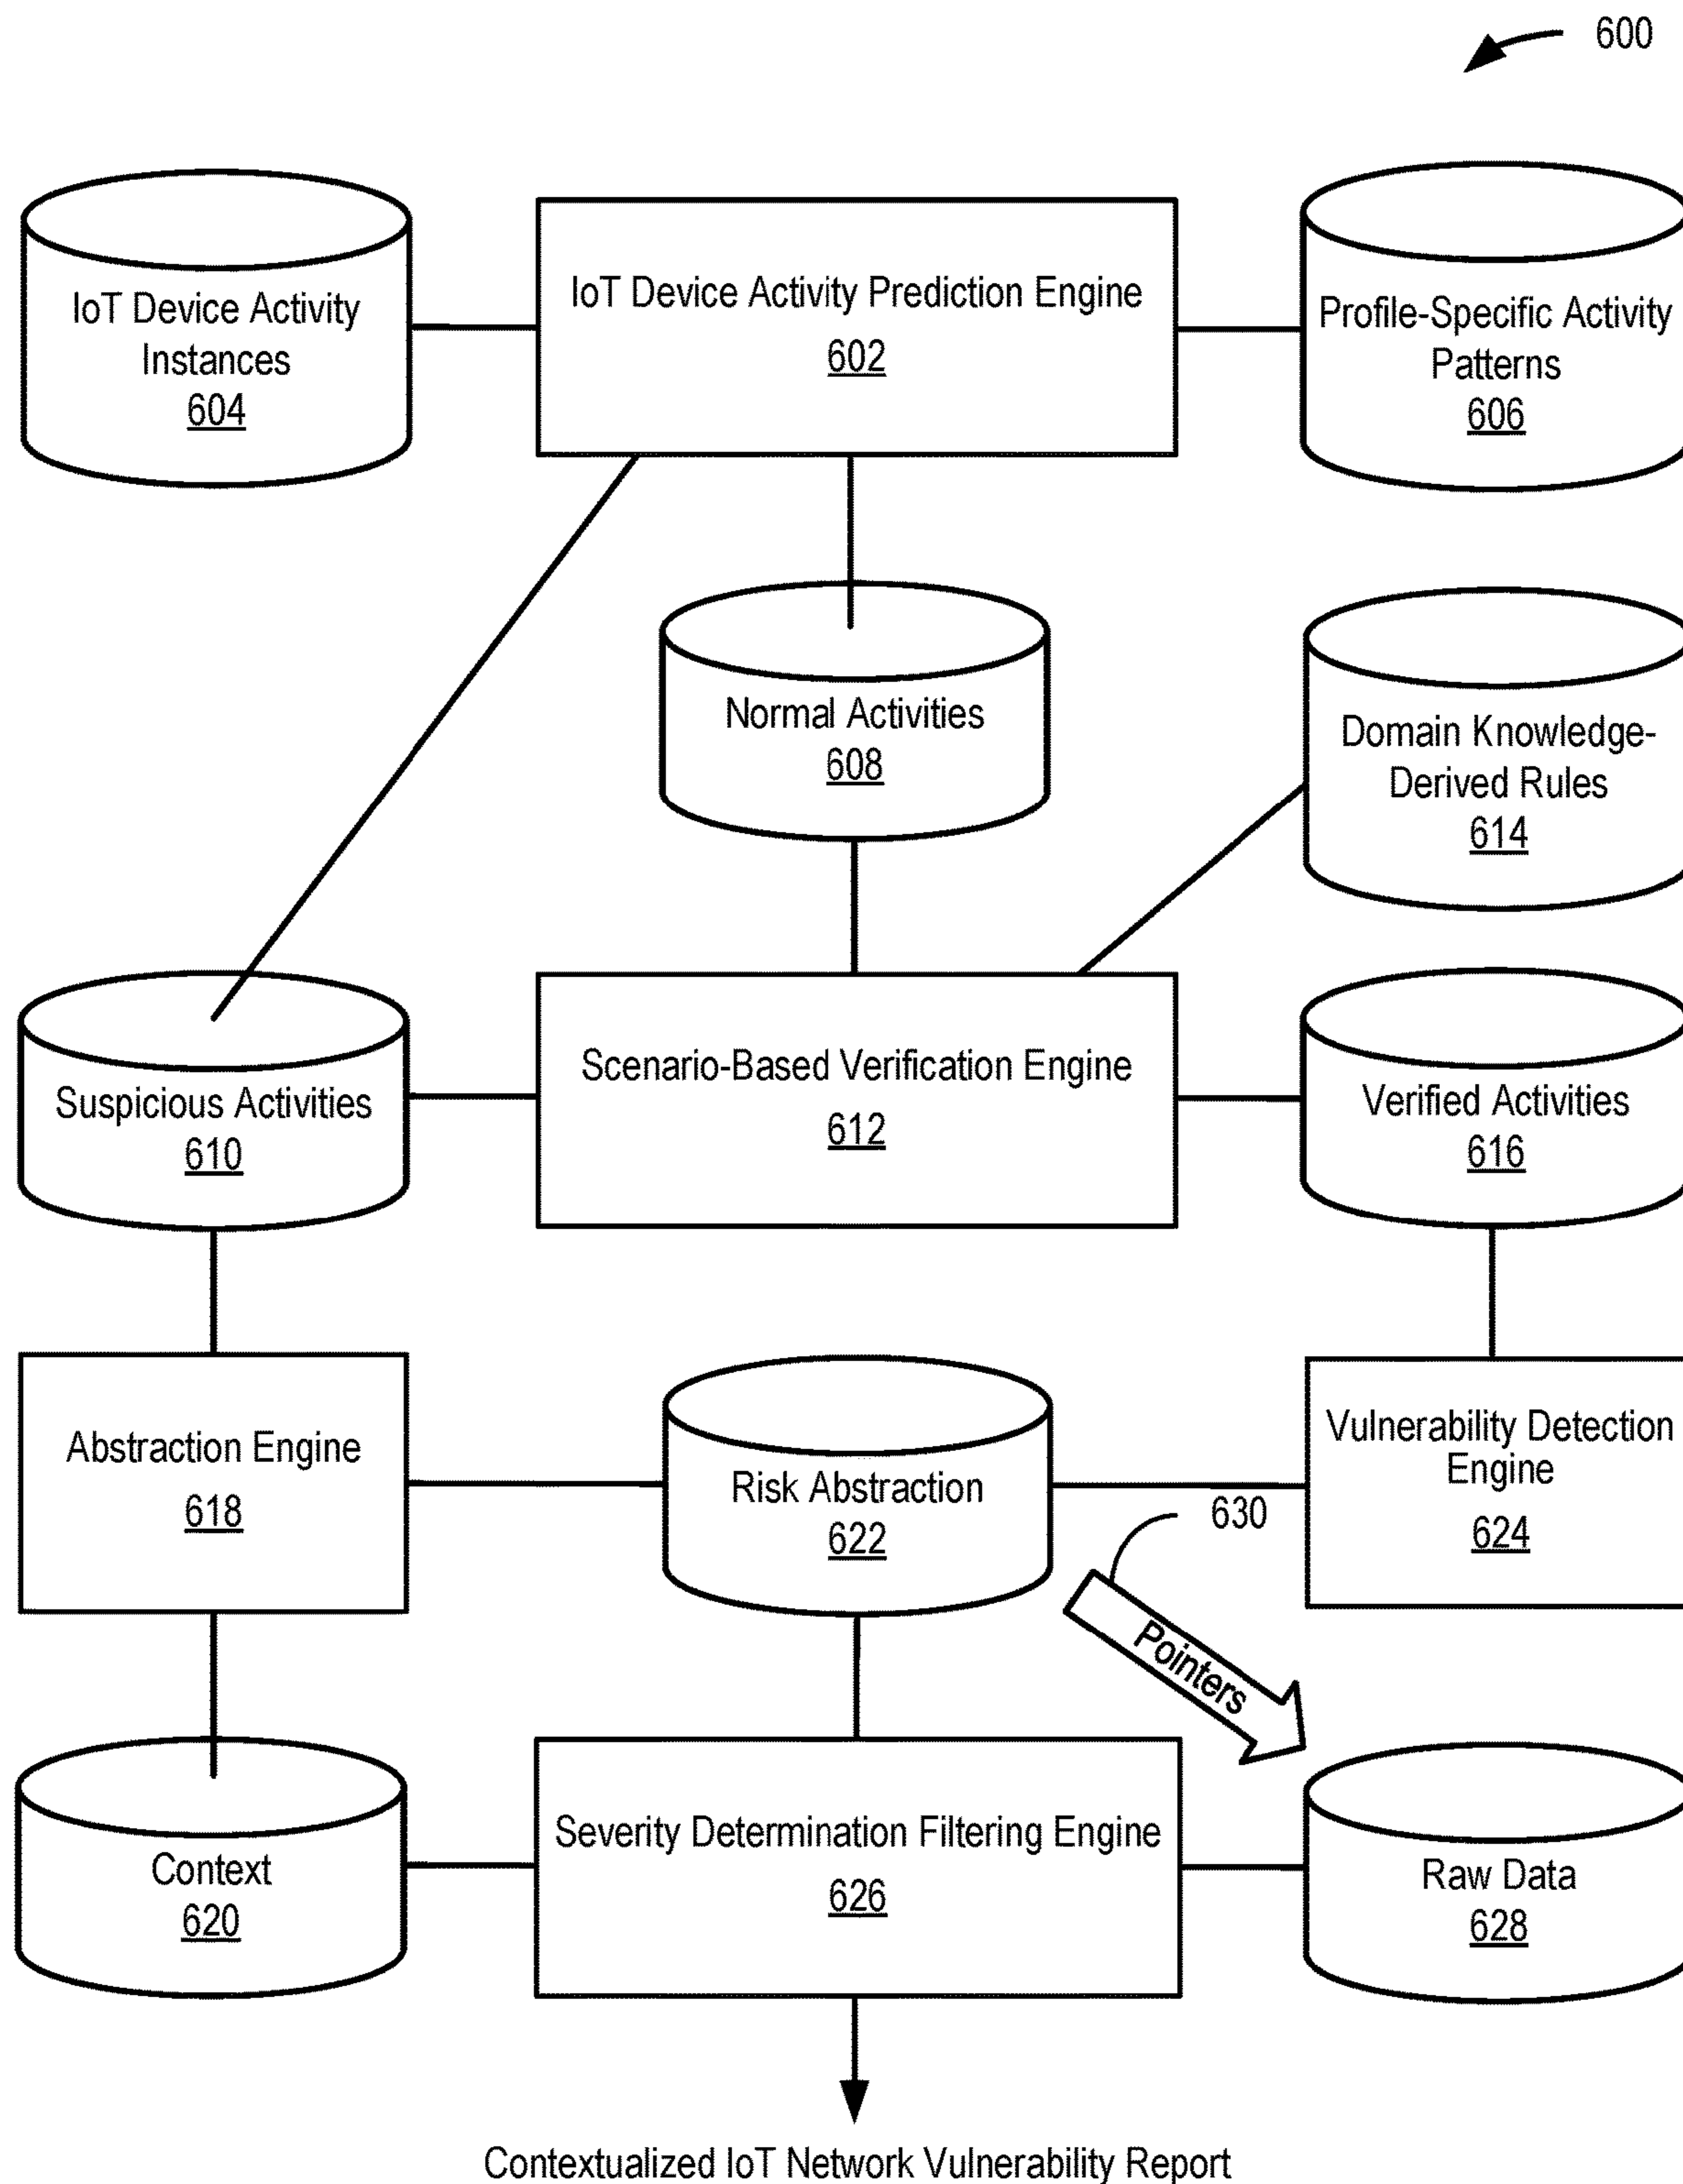 600
IoT Device Activity
Instances
604
IoT Device Activity Prediction Engine
602
Profile-Specific Activity
Patterns
606
Normal Activities
608
Domain Knowledge-
Derived Rules
614
Suspicious Activities
610
Scenario-Based Verification Engine
612
Verified Activities
616
Abstraction Engine
618
Risk Abstraction
622
Vulnerability Detection
Engine
624
630
Pointers
Context
620
Severity Determination Filtering Engine
626
Raw Data
628
Contextualized IoT Network Vulnerability Report